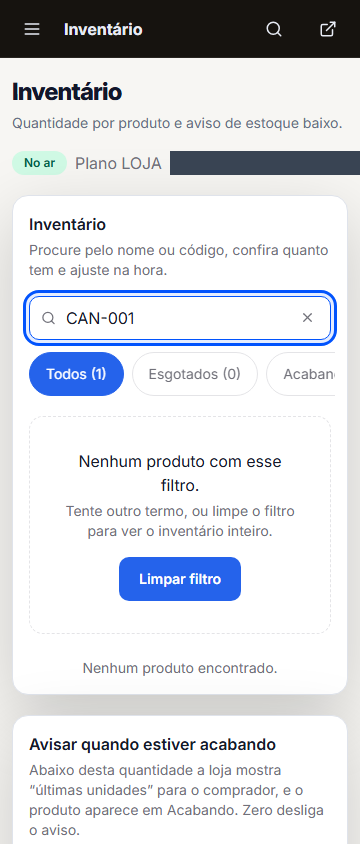 Inventário
Inventário
Quantidade por produto e aviso de estoque baixo.
No ar Plano LOJA
Inventário
Procure pelo nome ou código, confira quanto
tem e ajuste na hora.
CAN-001
Todos (1) Esgotados (0) Acaban
Nenhum produto com esse
filtro.
Tente outro termo, ou limpe o filtro
para ver o inventário inteiro.
Limpar filtro
Nenhum produto encontrado.
Avisar quando estiver acabando
Abaixo desta quantidade a loja mostra
“últimas unidades” para o comprador, e o
produto aparece em Acabando. Zero desliga
o aviso.